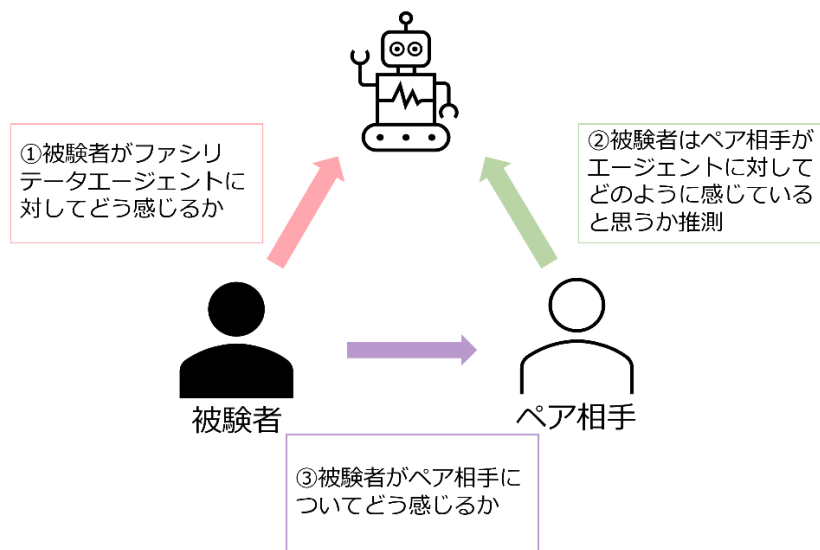 ①被験者がファシリ
テータエージェントに
対してどう感じるか
②被験者はペア相手が
エージェントに対して
どのように感じている
と思うか推測
被験者
ペア相手
③被験者がペア相手に
ついてどう感じるか